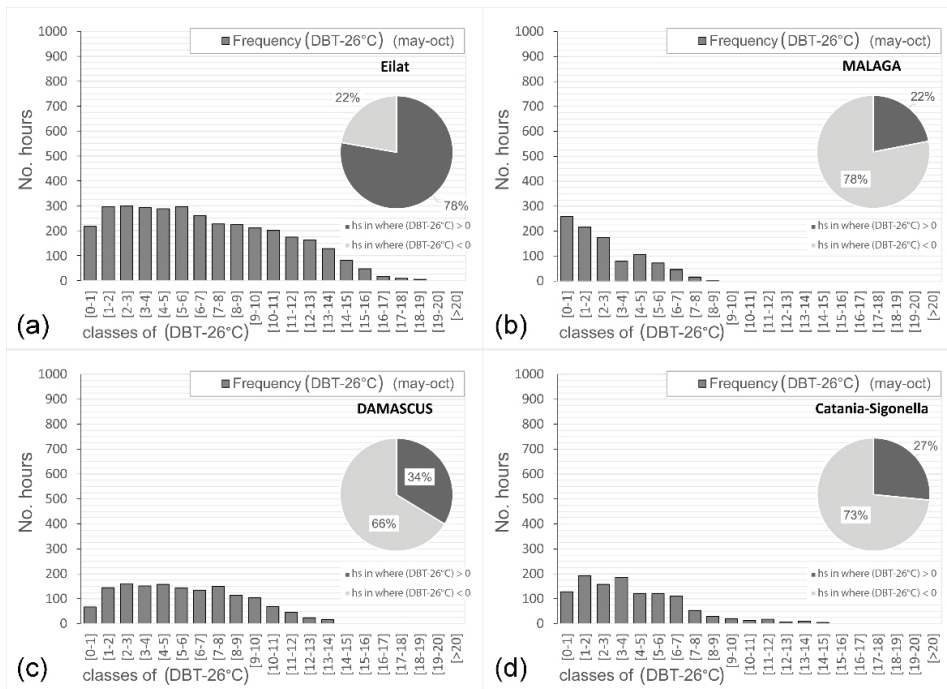 Frequency (DBT-26°C) (may-oct)
Eilat
1000
900
800
700
600
500
400
300
200
100
0
No. hours
22%
78%
hs in where (DBT-26°C) > 0
hs in where (DBT-26°C) < 0
[0-1] [1-2] [2-3] [3-4] [4-5] [5-6] [6-7] [7-8] [8-9] [9-10] [10-11] [11-12] [12-13] [13-14] [14-15] [15-16] [16-17] [17-18] [18-19] [19-20] [>20]
(a)
classes of (DBT-26°C)
Frequency (DBT-26°C) (may-oct)
MALAGA
1000
900
800
700
600
500
400
300
200
100
0
No. hours
22%
78%
hs in where (DBT-26°C) > 0
hs in where (DBT-26°C) < 0
[0-1] [1-2] [2-3] [3-4] [4-5] [5-6] [6-7] [7-8] [8-9] [9-10] [10-11] [11-12] [12-13] [13-14] [14-15] [15-16] [16-17] [17-18] [18-19] [19-20] [>20]
(b)
classes of (DBT-26°C)
Frequency (DBT-26°C) (may-oct)
DAMASCUS
1000
900
800
700
600
500
400
300
200
100
0
No. hours
34%
66%
hs in where (DBT-26°C) > 0
hs in where (DBT-26°C) < 0
[0-1] [1-2] [2-3] [3-4] [4-5] [5-6] [6-7] [7-8] [8-9] [9-10] [10-11] [11-12] [12-13] [13-14] [14-15] [15-16] [16-17] [17-18] [18-19] [19-20] [>20]
(c)
classes of (DBT-26°C)
Frequency (DBT-26°C) (may-oct)
Catania-Sigonella
1000
900
800
700
600
500
400
300
200
100
0
No. hours
27%
73%
hs in where (DBT-26°C) > 0
hs in where (DBT-26°C) < 0
[0-1] [1-2] [2-3] [3-4] [4-5] [5-6] [6-7] [7-8] [8-9] [9-10] [10-11] [11-12] [12-13] [13-14] [14-15] [15-16] [16-17] [17-18] [18-19] [19-20] [>20]
(d)
classes of (DBT-26°C)